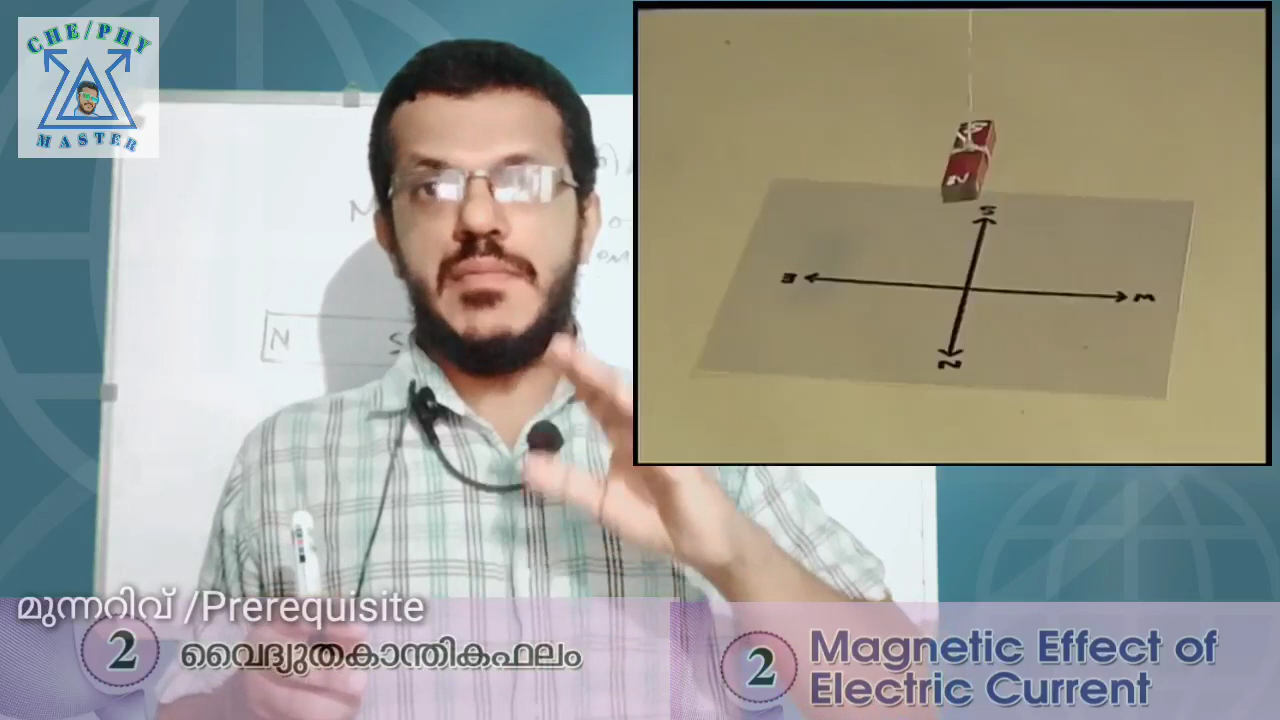 CHE/PHY
MASTER
N
S
N
S
E
W
N
മുന്നറിവ് /Prerequisite
2
വൈദ്യുതകാന്തികഫലം
2
Magnetic Effect of
Electric Current